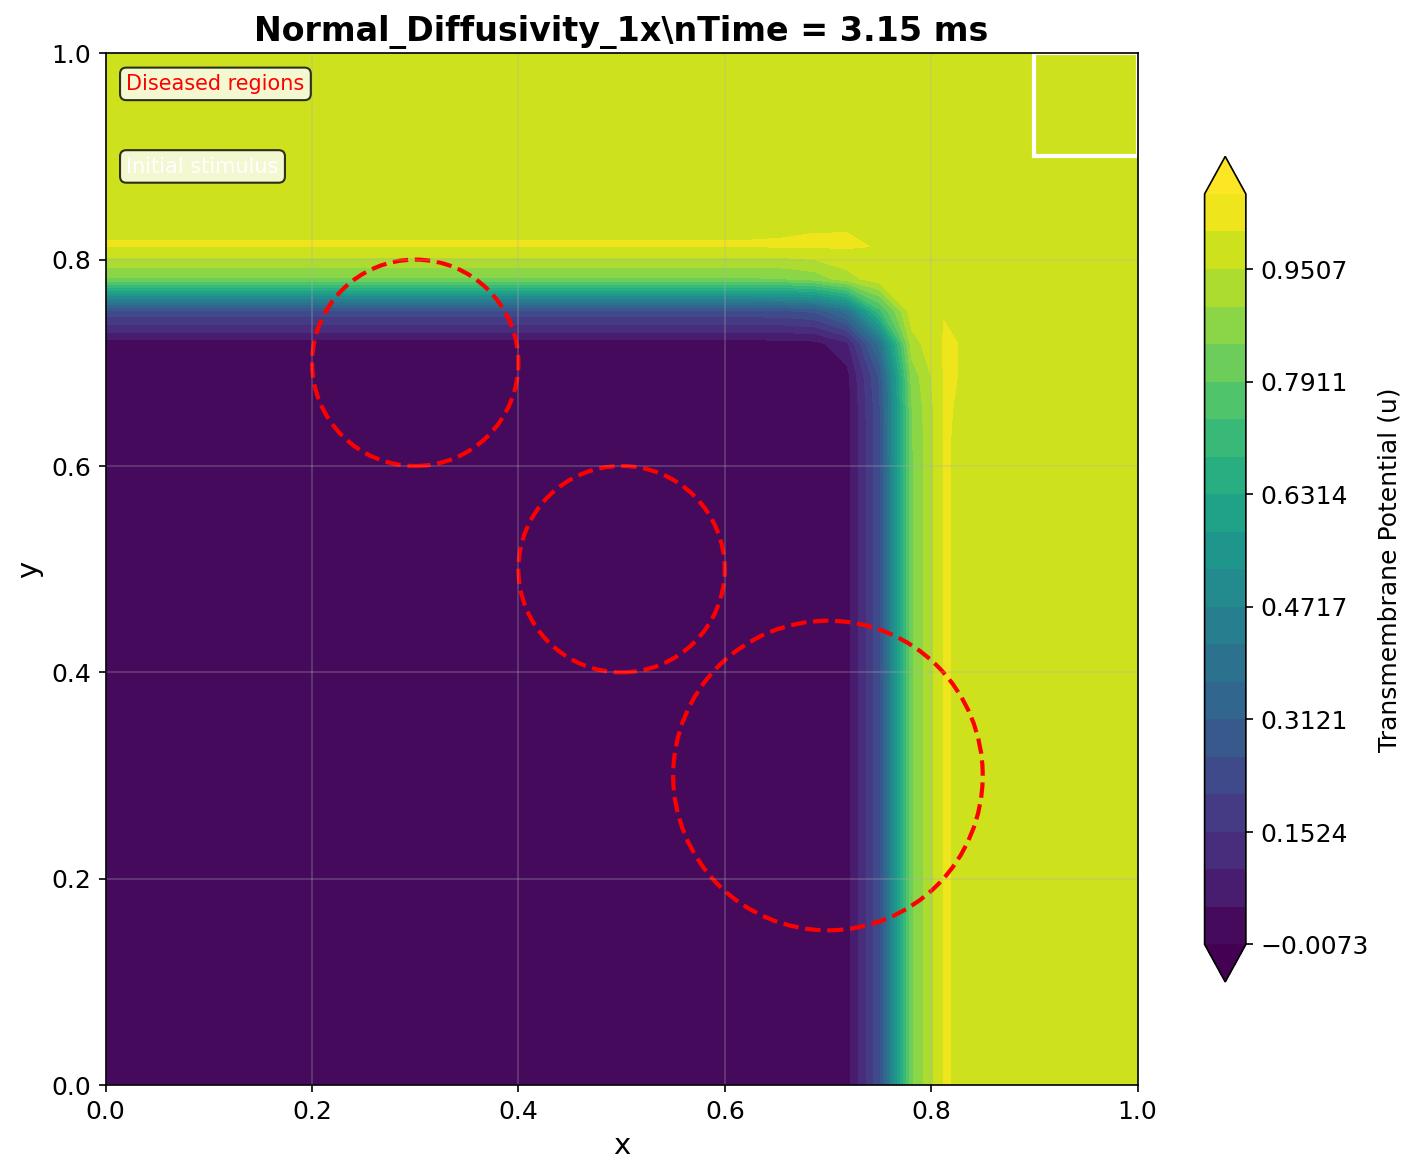 Normal_Diffusivity_1x\nTime = 3.15 ms
1.0
Diseased regions
Initial stimulus
0.8
0.6
y
0.4
0.2
0.0
0.0 0.2 0.4 0.6 0.8 1.0
x
0.9507
0.7911
0.6314
0.4717
0.3121
0.1524
−0.0073
Transmembrane Potential (u)